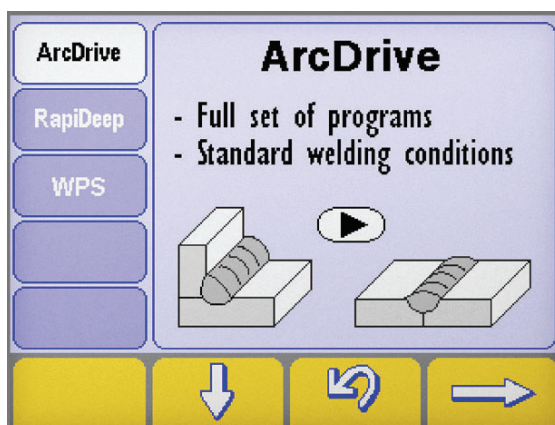 ArcDrive
RapiDeep
WPS
ArcDrive
- Full set of programs
- Standard welding conditions